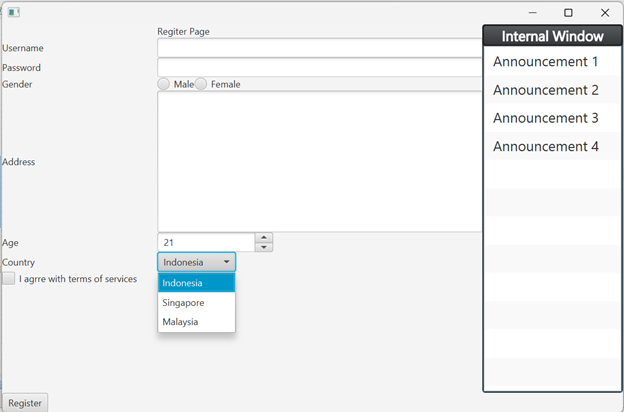 Regiter Page
Username
Password
Gender
Male Female
Address
Age
21
Country
Indonesia
Indonesia
Singapore
Malaysia
I agrre with terms of services
Register
Internal Window
Announcement 1
Announcement 2
Announcement 3
Announcement 4